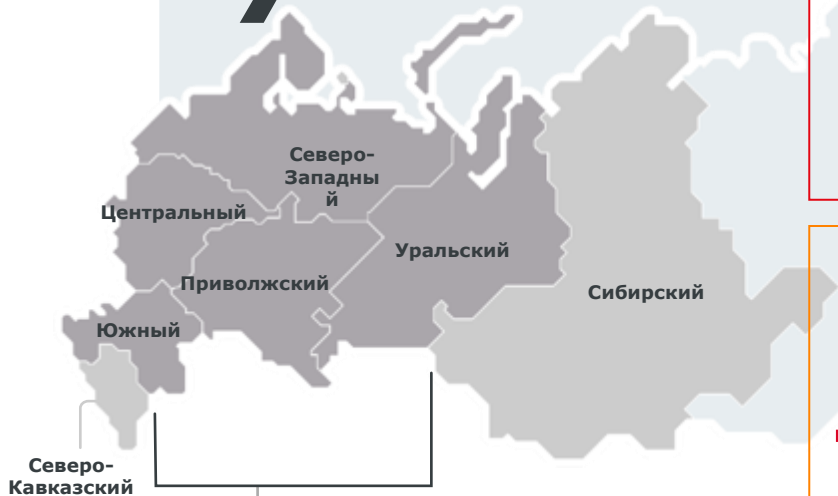 Северо-
Западны
й
Центральный
Уральский
Приволжский
Сибирский
Южный
Северо-
Кавказский